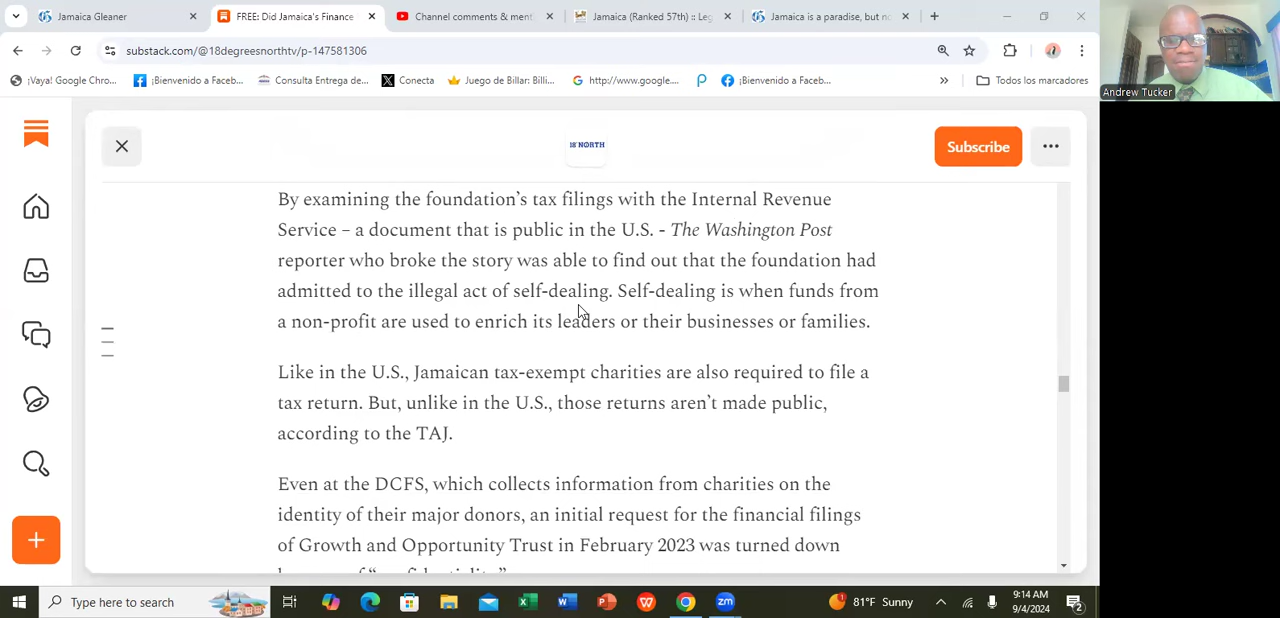 Jamaica Gleaner
FREE: Did Jamaica's Finance
Channel comments & ment
Jamaica (Ranked 57th) :: Leg
Jamaica is a paradise, but no
substack.com/@18degreesnorthtv/p-147581306
¡Vaya! Google Chro...
¡Bienvenido a Faceb...
Consulta Entrega de...
Conecta
Juego de Billar: Billi...
http://www.google....
¡Bienvenido a Faceb...
»
Todos los marcadores
Andrew Tucker
18°NORTH
Subscribe
By examining the foundation's tax filings with the Internal Revenue
Service – a document that is public in the U.S. - The Washington Post
reporter who broke the story was able to find out that the foundation had
admitted to the illegal act of self-dealing. Self-dealing is when funds from
a non-profit are used to enrich its leaders or their businesses or families.
Like in the U.S., Jamaican tax-exempt charities are also required to file a
tax return. But, unlike in the U.S., those returns aren't made public,
according to the TAJ.
Even at the DCFS, which collects information from charities on the
identity of their major donors, an initial request for the financial filings
of Growth and Opportunity Trust in February 2023 was turned down
Type here to search
81°F Sunny
9:14 AM
9/4/2024
2
zm